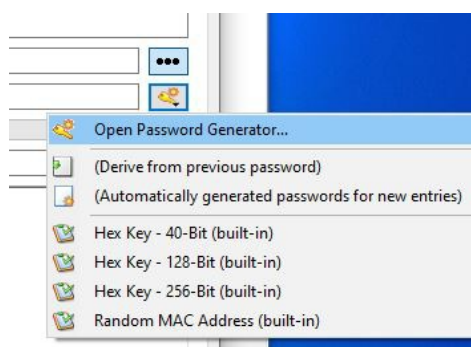 Open Password Generator...
(Derive from previous password)
(Automatically generated passwords for new entries)
Hex Key - 40-Bit (built-in)
Hex Key - 128-Bit (built-in)
Hex Key - 256-Bit (built-in)
Random MAC Address (built-in)